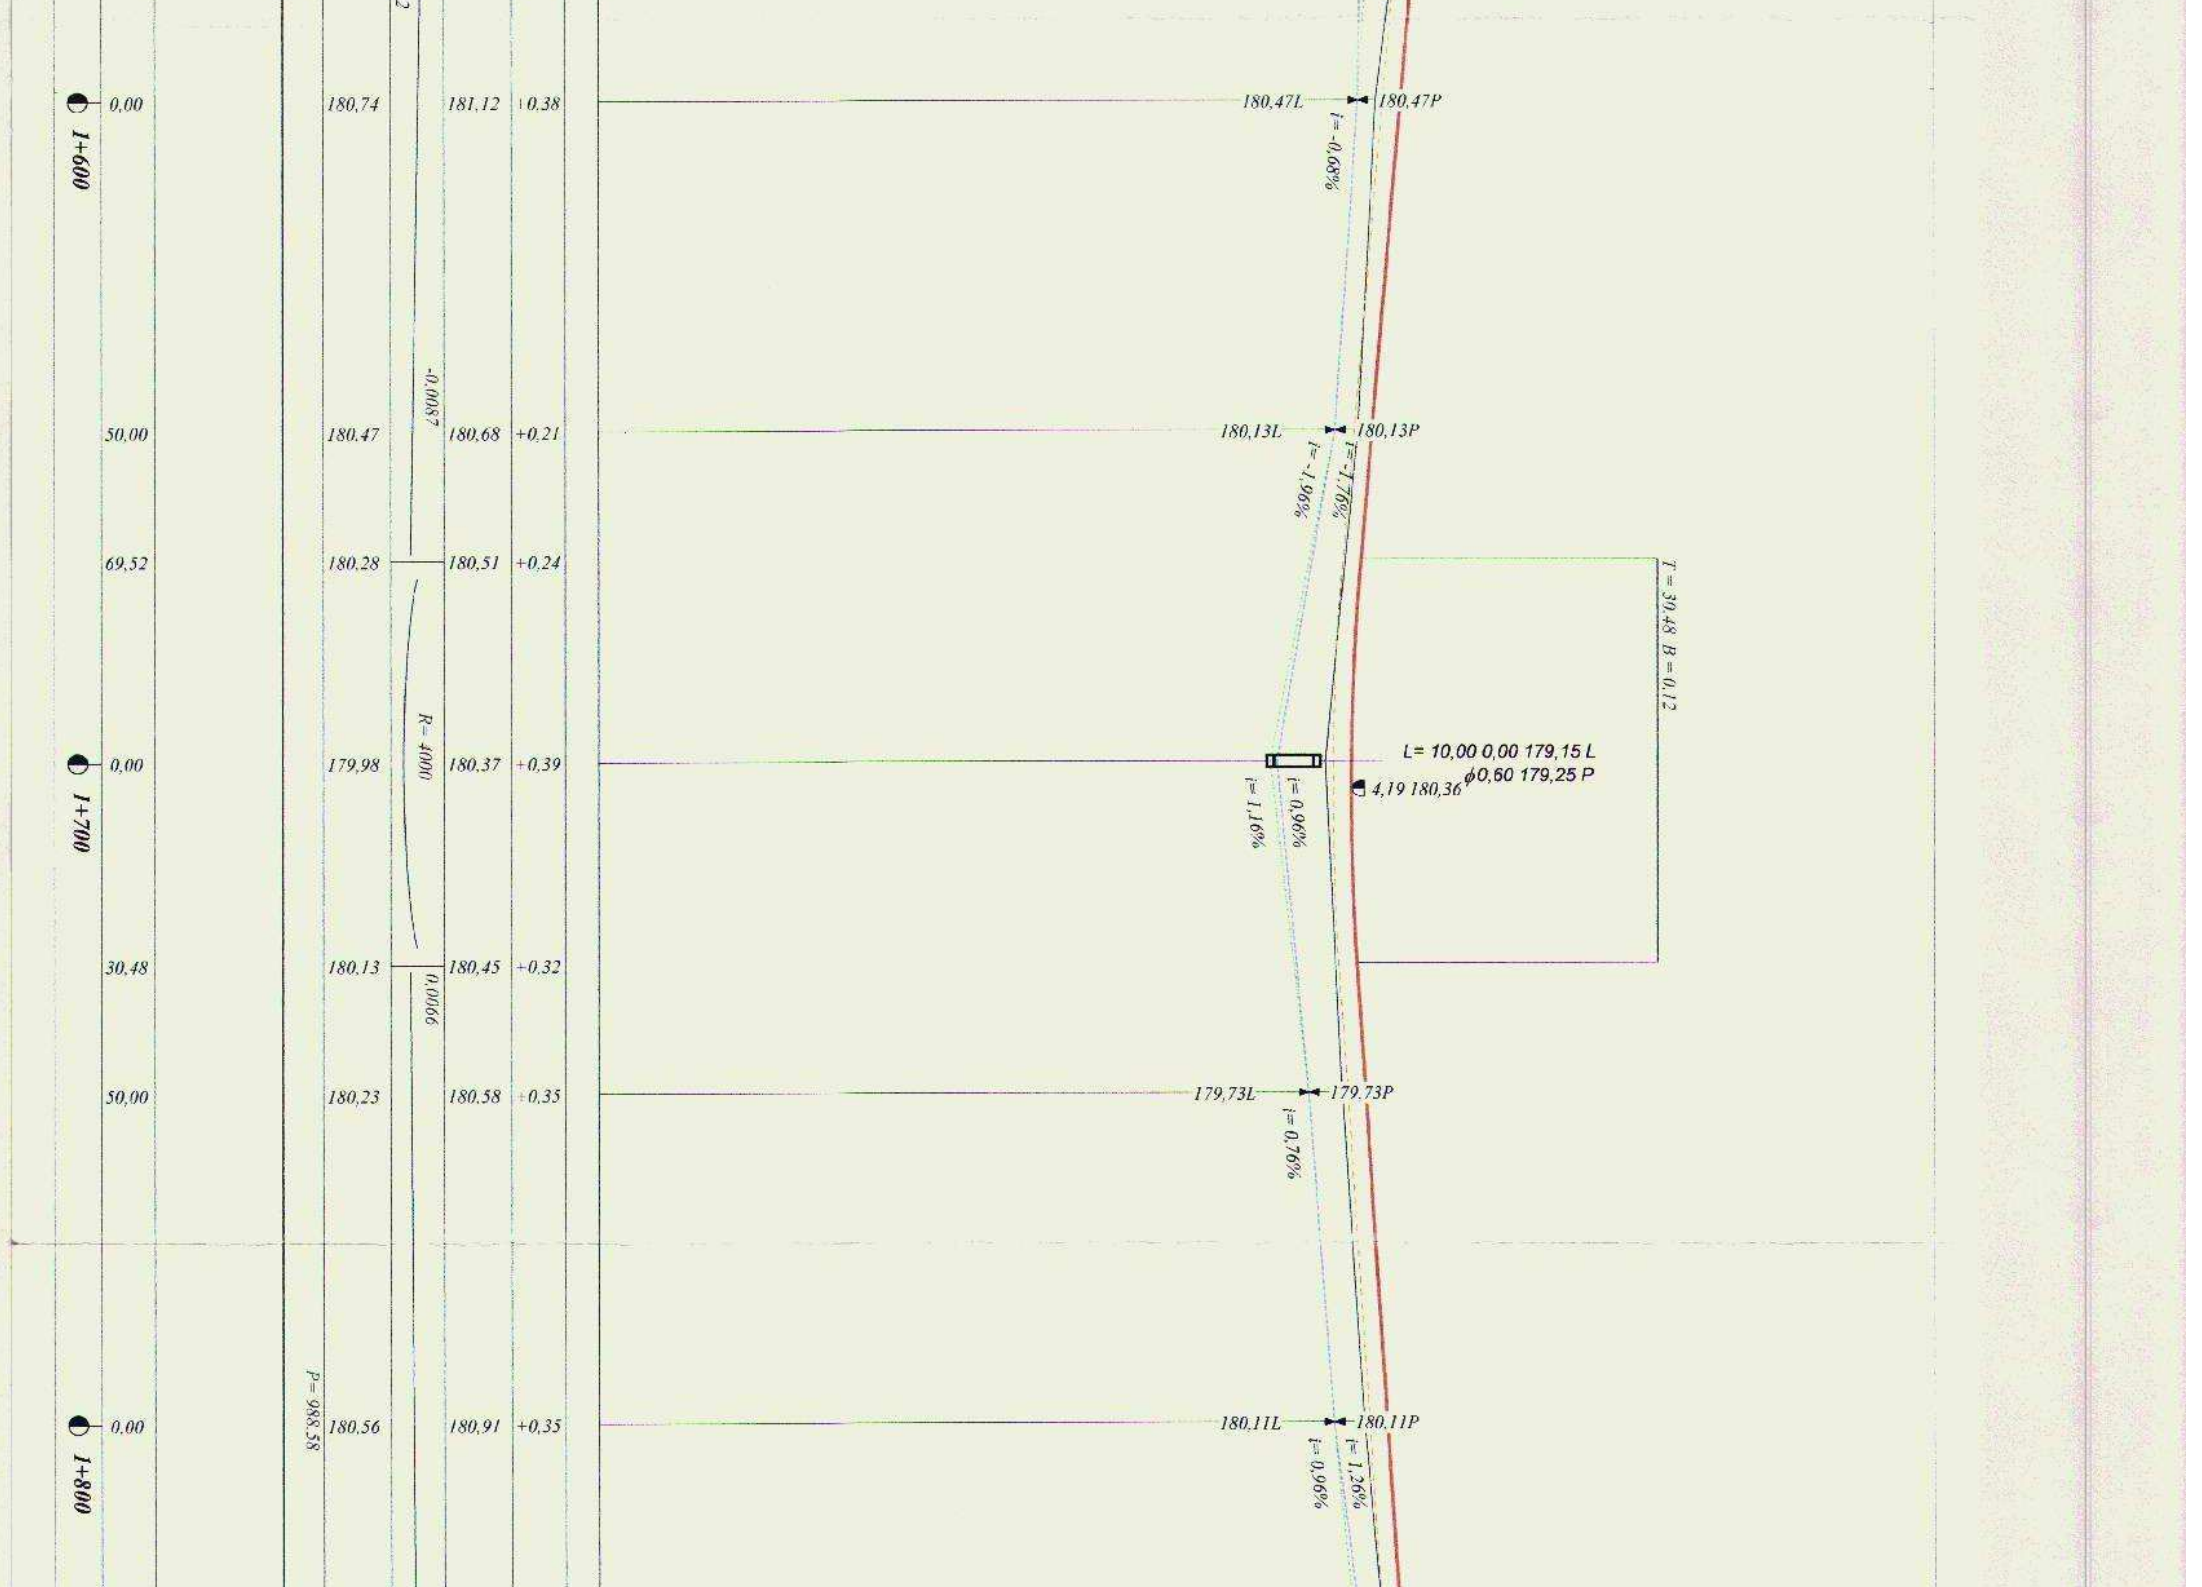 2
0,00 180,74 181,12 +0,38 180,47L 180,47P
1+600
i= -0,68%
-0,0087
50,00 180,47 180,68 +0,21 180,13L 180,13P
i= -1,96% i= -1,76%
69,52 180,28 180,51 +0,24
T = 30,48 B = 0,12
R= 4000
L= 10,00 0,00 179,15 L
0,00 179,98 180,37 +0,39
ϕ0,60 179,25 P
4,19 180,36
1+700
i= 1,16% i= 0,96%
30,48 180,13 180,45 +0,32
0,0066
50,00 180,23 180,58 +0,35 179,73L 179,73P
i= 0,76%
P= 988,58
0,00 180,56 180,91 +0,35 180,11L 180,11P
1+800
i= 0,96% i= 1,26%